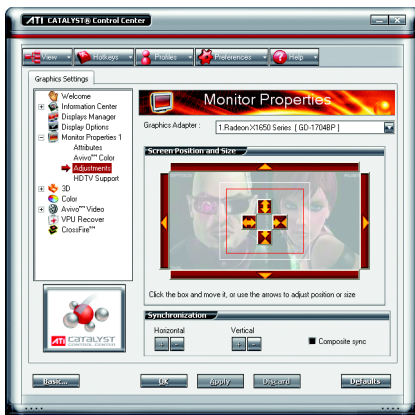 ATI CATALYST® Control Center
View
Hotkeys
Profiles
Preferences
Help
Graphics Settings
Welcome
Information Center
Displays Manager
Display Options
Monitor Properties 1
Attributes
Avivo™ Color
Adjustments
HDTV Support
3D
Color
Avivo™ Video
VPU Recover
CrossFire™
ATI CATALYST
CONTROL CENTER
Monitor Properties
Graphics Adapter :
1.Radeon X1650 Series [ GD-1704BP ]
Screen Position and Size
Click the box and move it, or use the arrows to adjust position or size
Synchronization
Horizontal
Vertical
+ -
+ -
Composite sync
Basic...
OK
Apply
Discard
Defaults